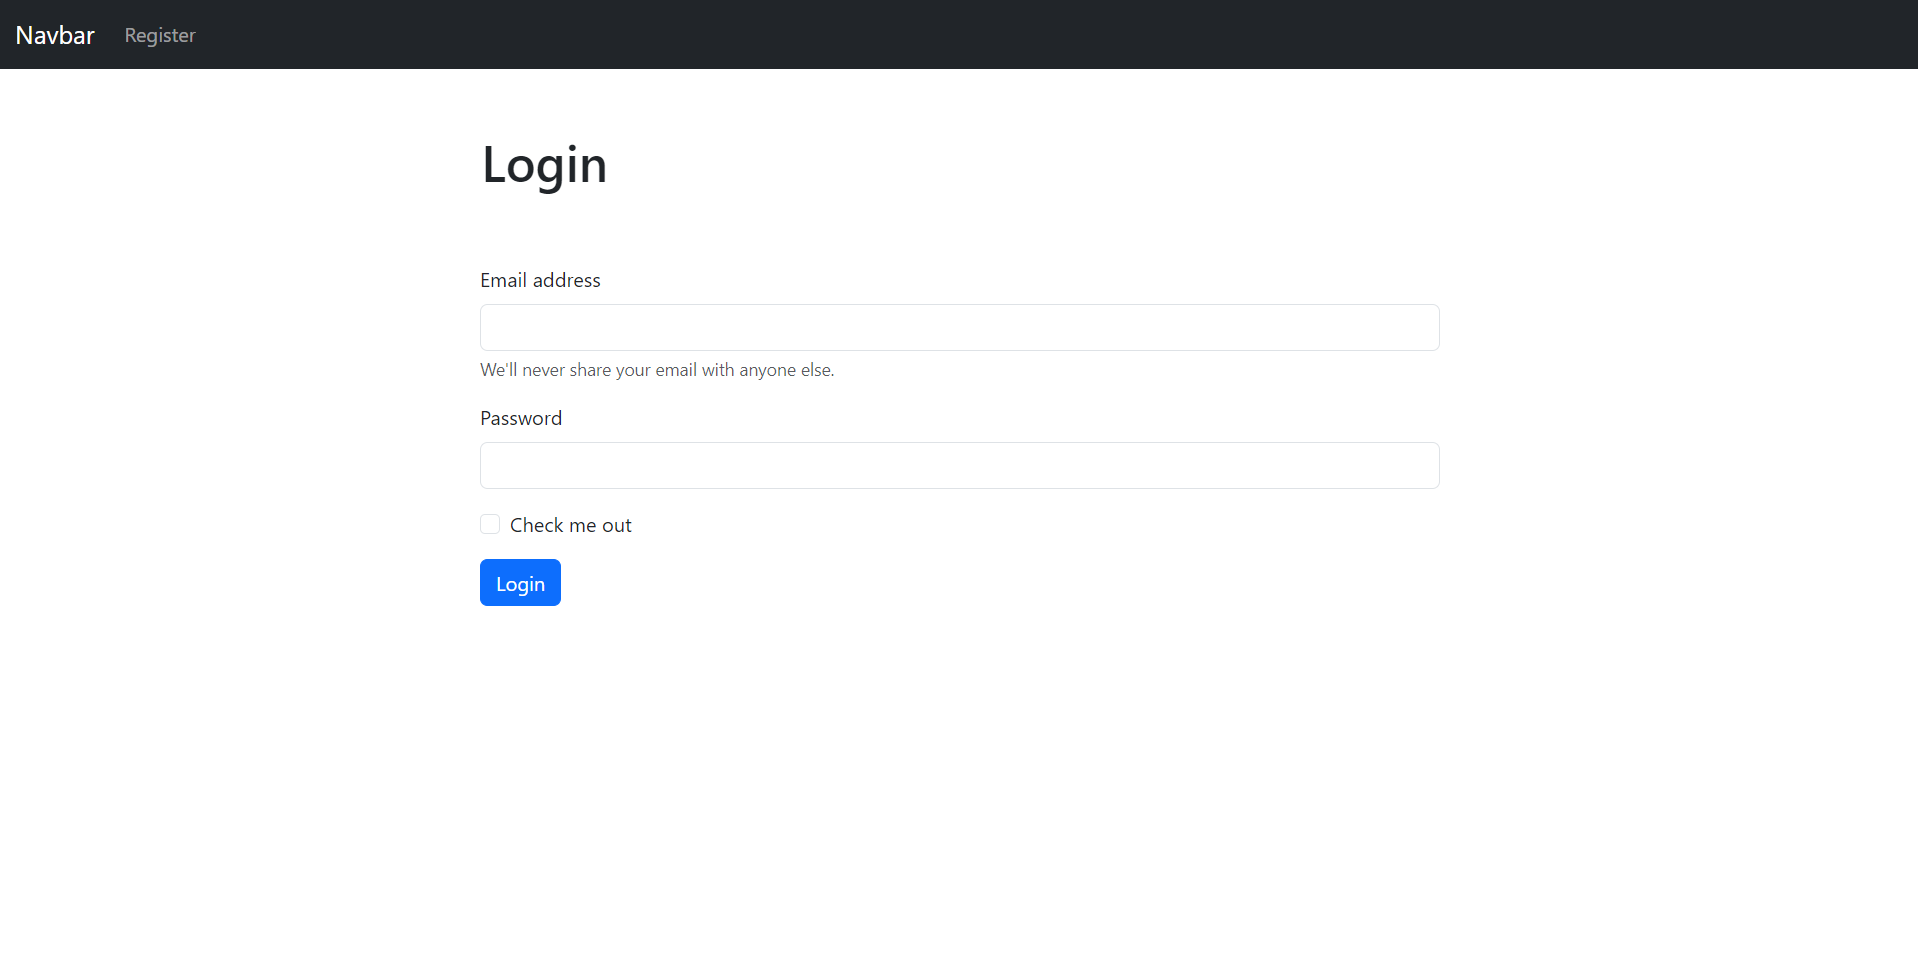 Navbar Register
Login
Email address
We'll never share your email with anyone else.
Password
Check me out
Login